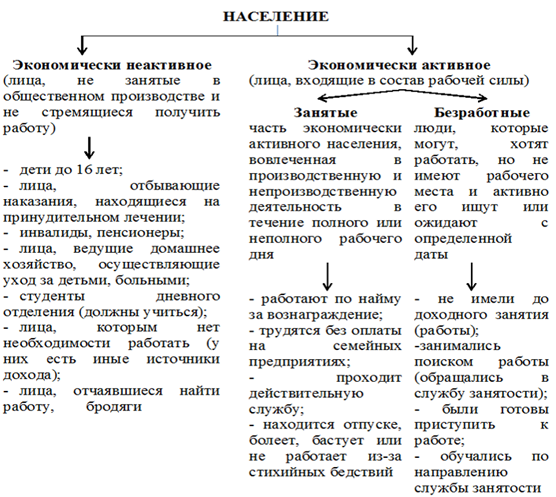 НАСЕЛЕНИЕ
Экономически неактивное
(лица, не занятые в
общественном производстве и
не стремящиеся получить
работу)
- дети до 16 лет;
- лица, отбывающие
наказания, находящиеся на
принудительном лечении;
- инвалиды, пенсионеры;
- лица, ведущие домашнее
хозяйство, осуществляющие
уход за детьми, больными;
- студенты дневного
отделения (должны учиться);
- лица, которым нет
необходимости работать (у
них есть иные источники
дохода);
- лица, отчаявшиеся найти
работу, бродяги
Экономически активное
(лица, входящие в состав рабочей силы)
Занятые
часть экономически
активного населения,
вовлеченная в
производственную и
непроизводственную
деятельность в
течение полного или
неполного рабочего
дня
- работают по найму
за вознаграждение;
- трудятся без оплаты
на семейных
предприятиях;
- проходит
действительную
службу;
- находится отпуске,
болеет, бастует или
не работает из-за
стихийных бедствий
Безработные
люди, которые
могут, хотят
работать, но не
имеют рабочего
места и активно
его ищут или
ожидают с
определенной
даты
- не имели до
доходного занятия
(работы);
-занимались
поиском работы
(обращались в
службу занятости);
- были готовы
приступить к
работе;
- обучались по
направлению
службы занятости